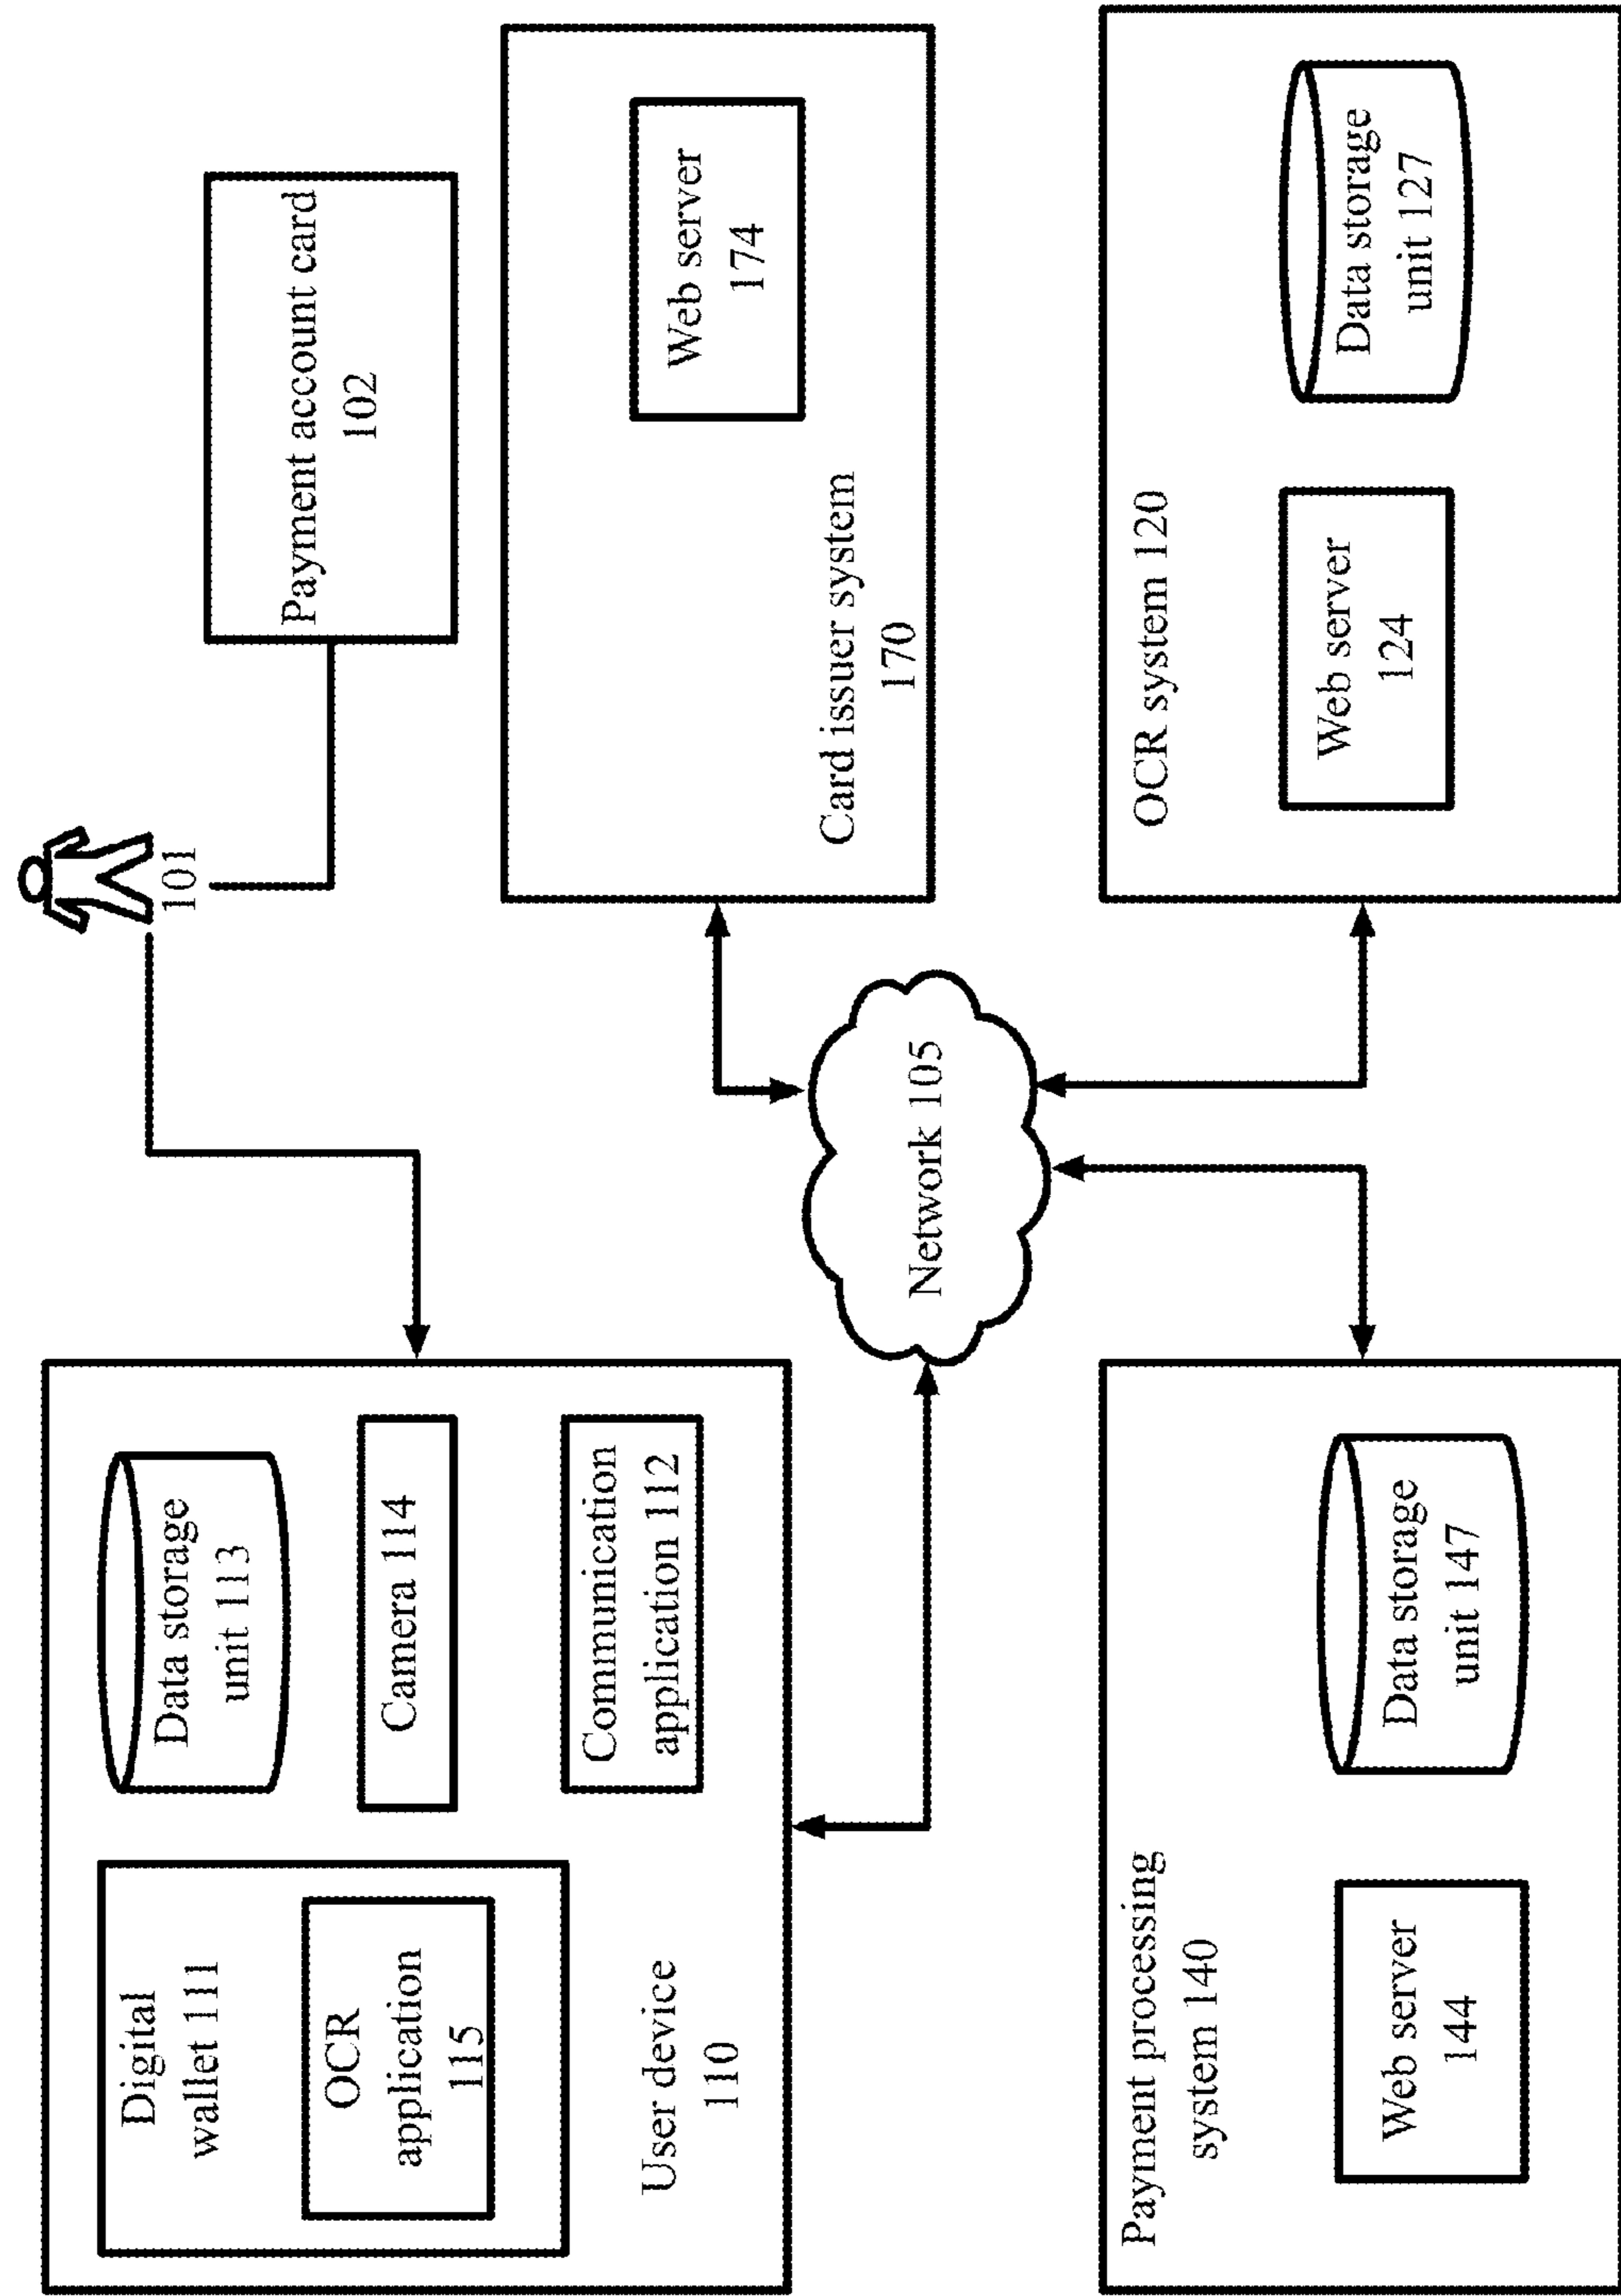 101
Digital
wallet 111
OCR
application
115
User device
110
Data storage
unit 113
Camera 114
Communication
application 112
Payment account card
102
Network 105
Card issuer system
170
Web server
174
Payment processing
system 140
Web server
144
Data storage
unit 147
OCR system 120
Web server
124
Data storage
unit 127